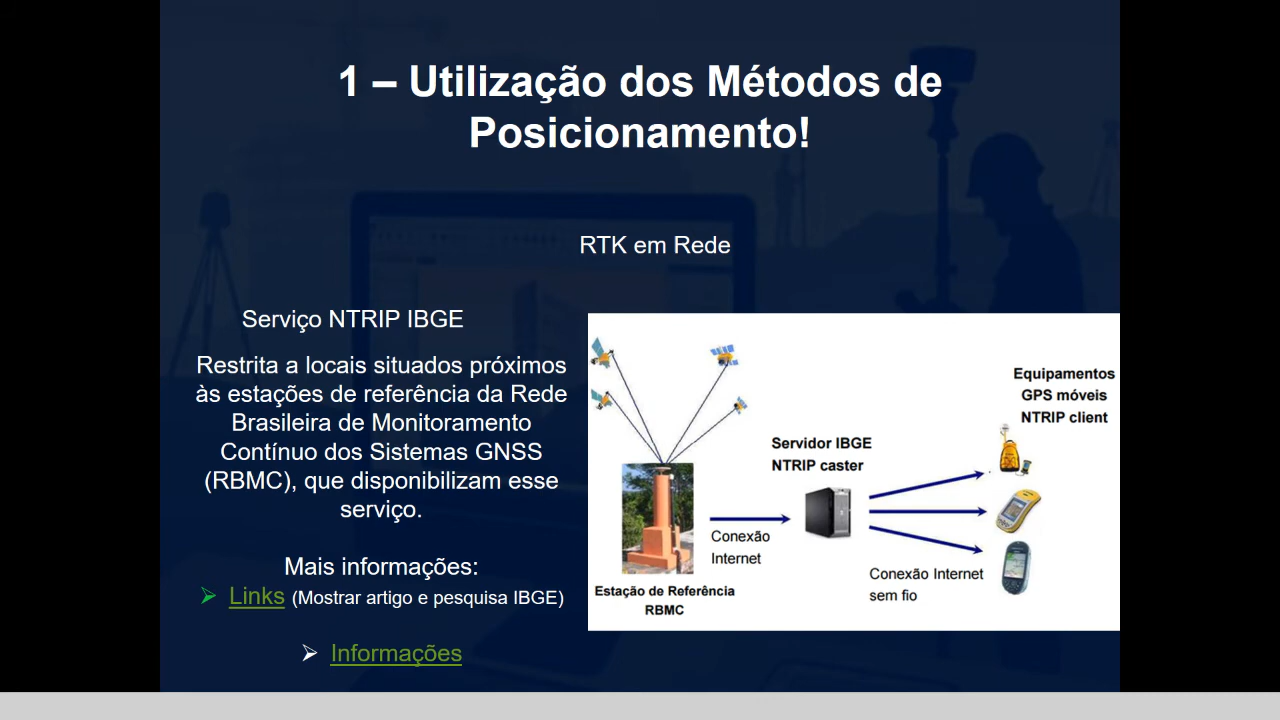 1 – Utilização dos Métodos de
Posicionamento!
RTK em Rede
Serviço NTRIP IBGE
Restrita a locais situados próximos
às estações de referência da Rede
Brasileira de Monitoramento
Contínuo dos Sistemas GNSS
(RBMC), que disponibilizam esse
serviço.
Mais informações:
➢ Links (Mostrar artigo e pesquisa IBGE)
➢ Informações
Equipamentos
GPS móveis
NTRIP client
Servidor IBGE
NTRIP caster
Conexão
Internet
Conexão Internet
sem fio
Estação de Referência
RBMC